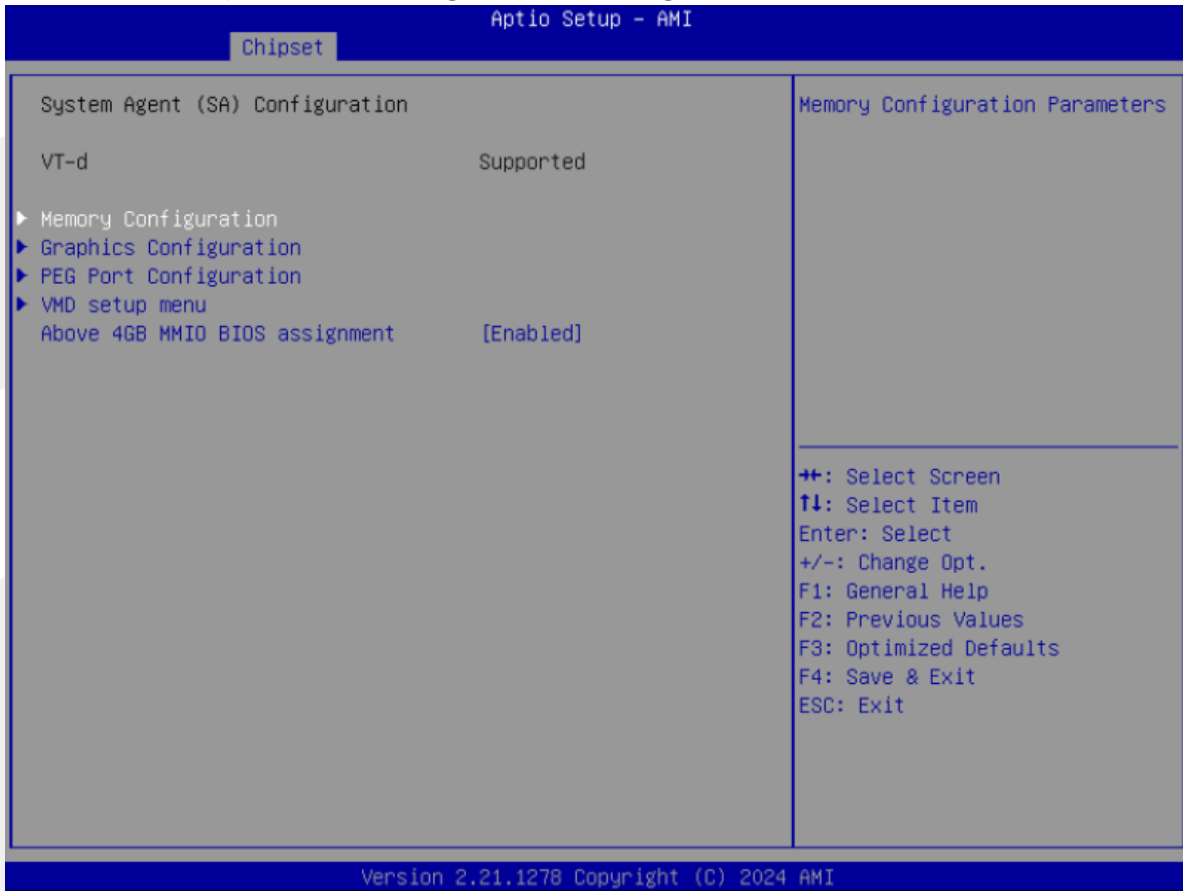 Aptio Setup – AMI
Chipset
System Agent (SA) Configuration
VT-d Supported
Memory Configuration
Graphics Configuration
PEG Port Configuration
VMD setup menu
Above 4GB MMIO BIOS assignment [Enabled]
Memory Configuration Parameters
→←: Select Screen
↑↓: Select Item
Enter: Select
+/-: Change Opt.
F1: General Help
F2: Previous Values
F3: Optimized Defaults
F4: Save & Exit
ESC: Exit
Version 2.21.1278 Copyright (C) 2024 AMI